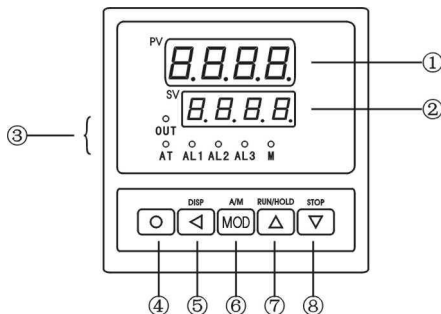 PV
8.8.8.8.
①
SV
8.8.8.8.
②
③
OUT
AT AL1 AL2 AL3 M
DISP A/M RUN/HOLD STOP
MOD
④ ⑤ ⑥ ⑦ ⑧